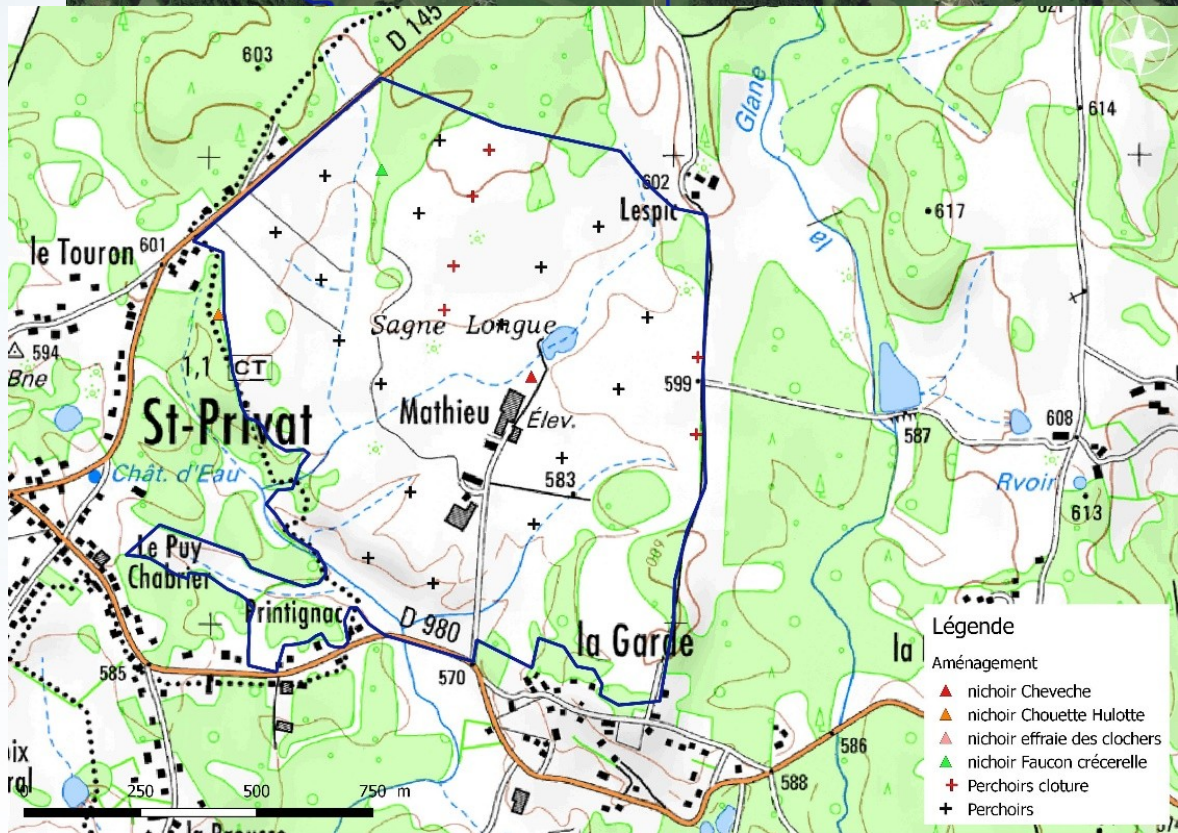 D 145
603
Glane
la
614
602
Lespic
617
601
le Touron
594
Bne
Sagne Longue
1,1 CT
599
Mathieu
Élev.
St-Privat
587
608
Chât. d'Eau
583
Rvoir
613
600
Le Puy
Chabrier
Printignac
D 980
la Garde
la
585
570
586
588
250 500 750 m
Légende
Aménagement
nichoir Cheveche
nichoir Chouette Hulotte
nichoir effraie des clochers
nichoir Faucon crécerelle
Perchoirs cloture
Perchoirs